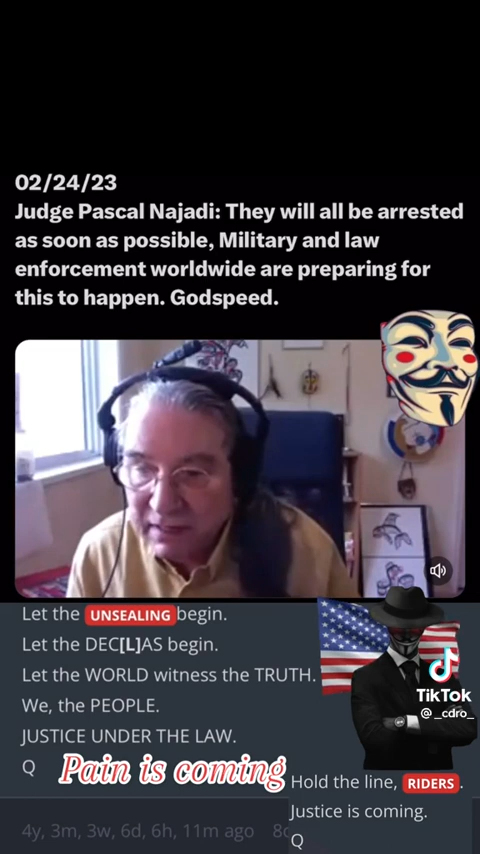 02/24/23
Judge Pascal Najadi: They will all be arrested
as soon as possible, Military and law
enforcement worldwide are preparing for
this to happen. Godspeed.
Let the UNSEALING begin.
Let the DEC[L]AS begin.
Let the WORLD witness the TRUTH.
We, the PEOPLE.
JUSTICE UNDER THE LAW.
Q
Pain is coming
TikTok
@_cdro_
Hold the line, RIDERS.
Justice is coming.
Q
4y, 3m, 3w, 6d, 6h, 11m ago